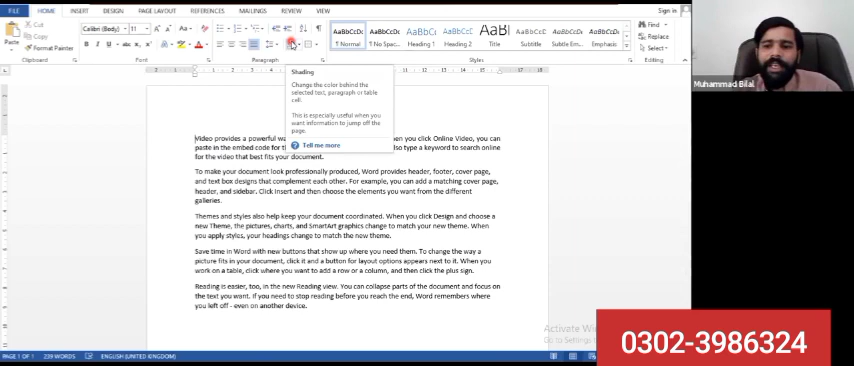 FILE HOME INSERT DESIGN PAGE LAYOUT REFERENCES MAILINGS REVIEW VIEW Sign in
Cut
Copy
Format Painter
Paste
Calibri (Body) 11
Clipboard Font Paragraph Styles Editing
AaBbCcDc AaBbCcDc AaBbC AaBbCc AaBl AaBbCc AaBbCcDc AaBbCcDc
¶ Normal ¶ No Spac... Heading 1 Heading 2 Title Subtitle Subtle Em... Emphasis
Find
Replace
Select
Shading
Change the color behind the
selected text, paragraph or table
cell.
This is especially useful when you
want information to jump off the
page.
Tell me more
Video provides a powerful wa en you click Online Video, you can
paste in the embed code for t also type a keyword to search online
for the video that best fits your document.
To make your document look professionally produced, Word provides header, footer, cover page,
and text box designs that complement each other. For example, you can add a matching cover page,
header, and sidebar. Click Insert and then choose the elements you want from the different
galleries.
Themes and styles also help keep your document coordinated. When you click Design and choose a
new Theme, the pictures, charts, and SmartArt graphics change to match your new theme. When
you apply styles, your headings change to match the new theme.
Save time in Word with new buttons that show up where you need them. To change the way a
picture fits in your document, click it and a button for layout options appears next to it. When you
work on a table, click where you want to add a row or a column, and then click the plus sign.
Reading is easier, too, in the new Reading view. You can collapse parts of the document and focus on
the text you want. If you need to stop reading before you reach the end, Word remembers where
you left off - even on another device.
Activate Wi
Go to Settings
PAGE 1 OF 1 239 WORDS ENGLISH (UNITED KINGDOM)
Muhammad Bilal
0302-3986324